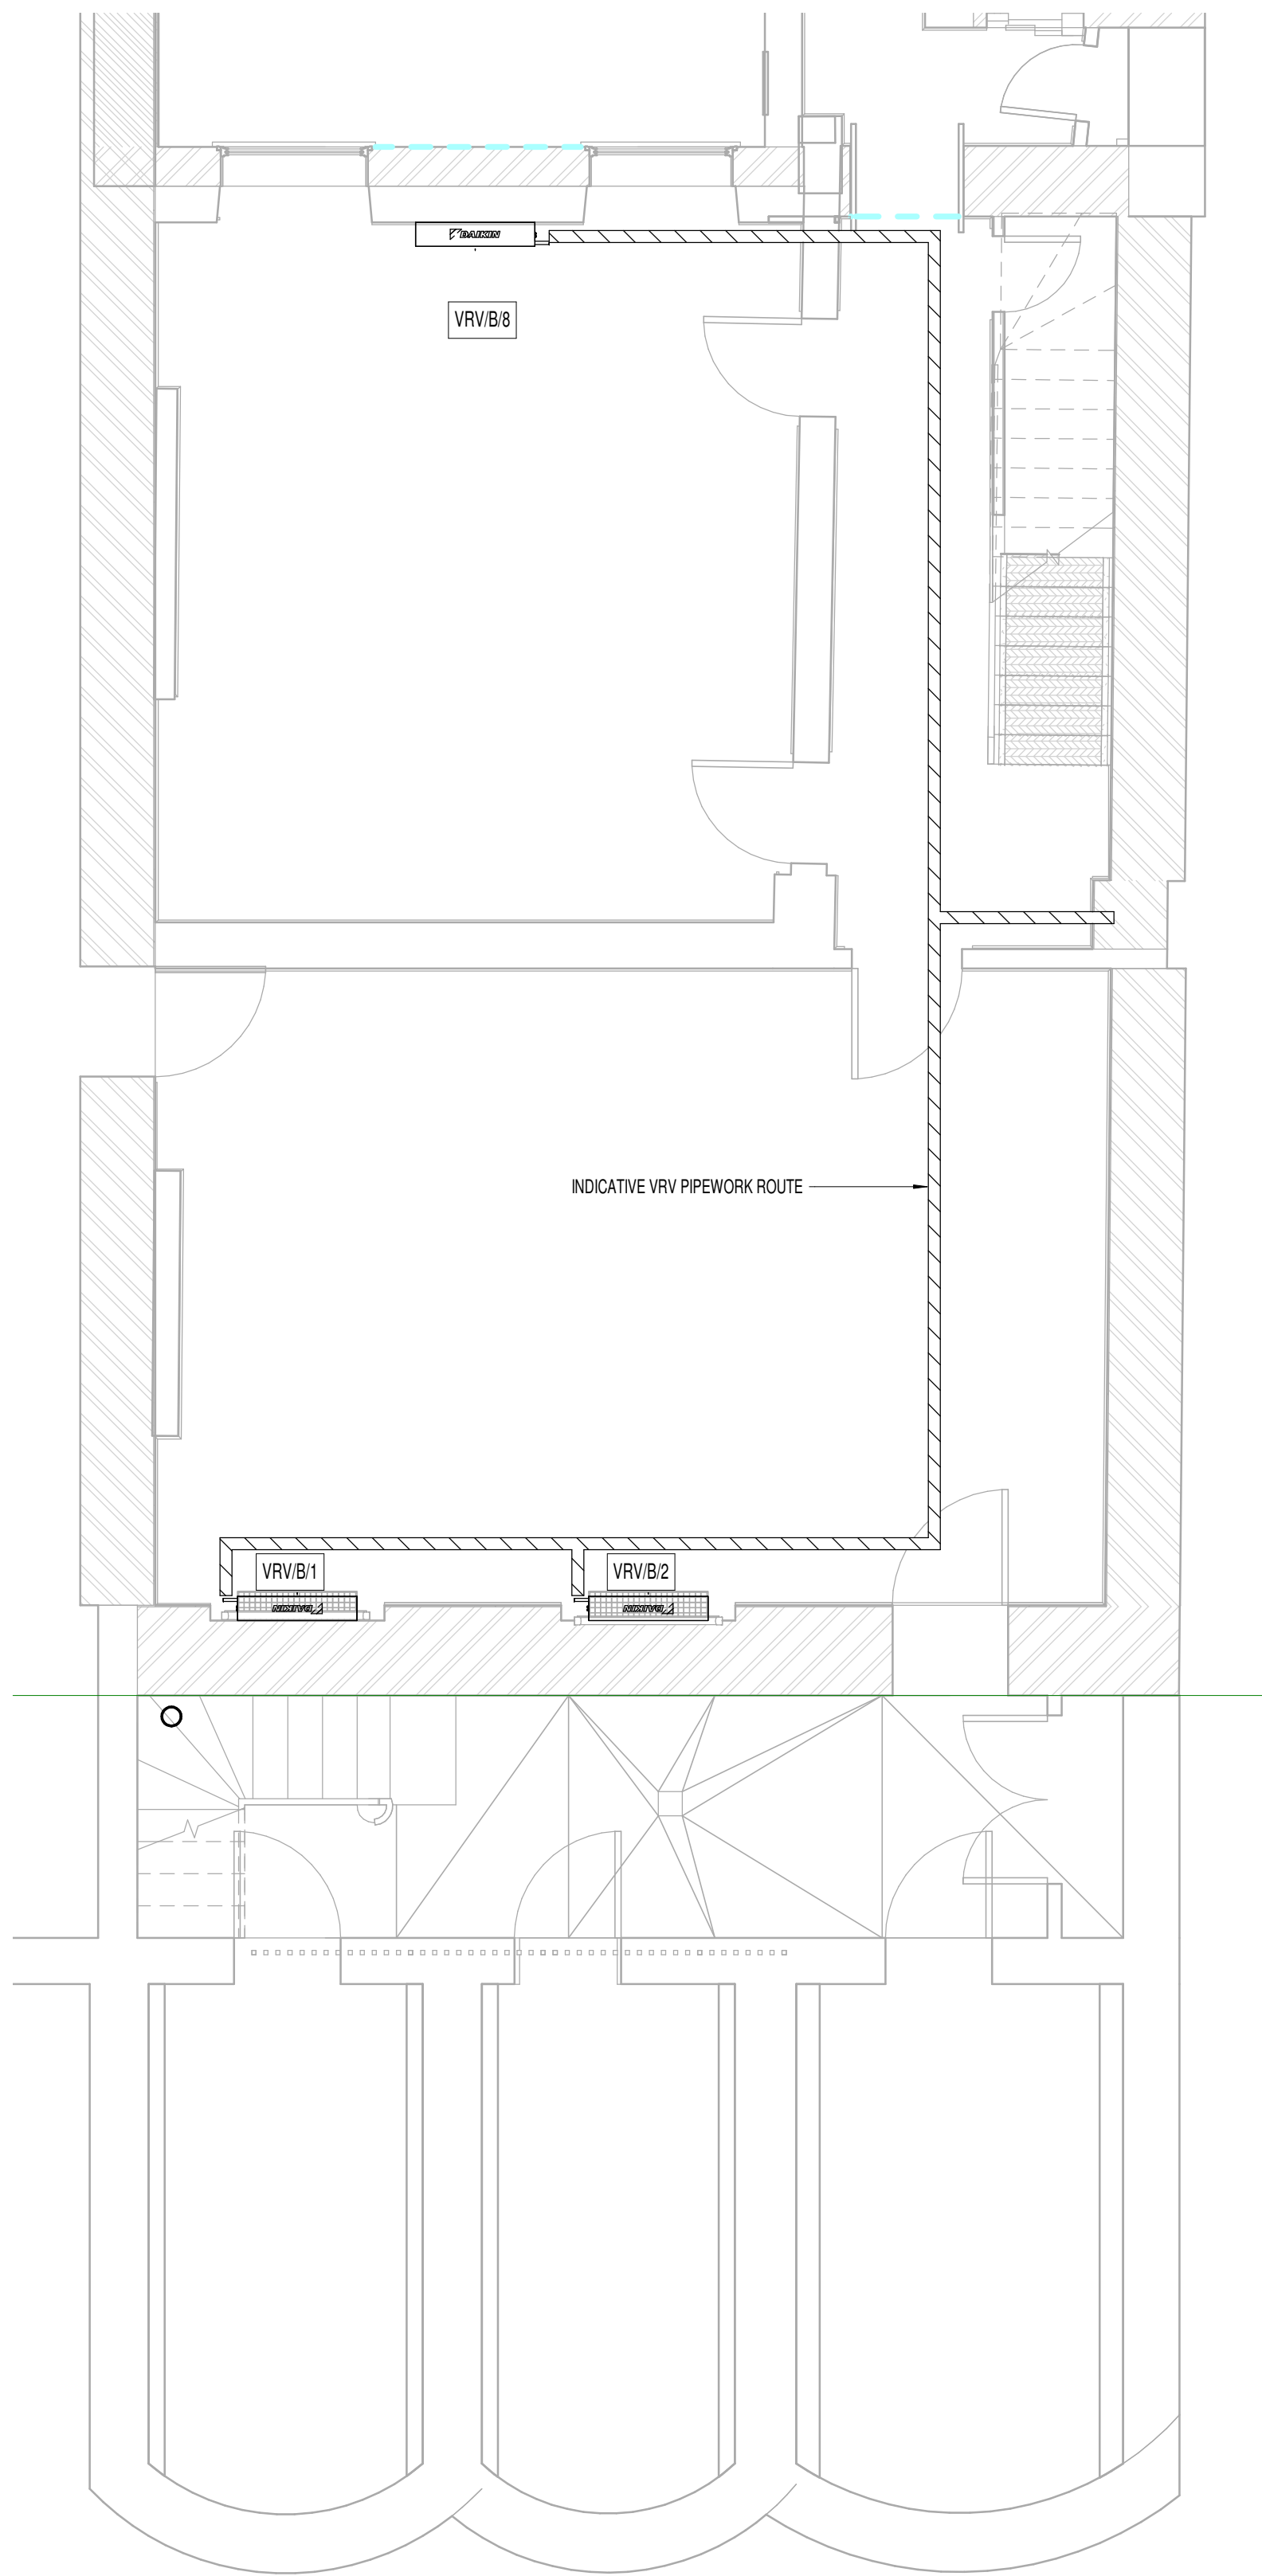 DAIKIN
VRV/B/8
INDICATIVE VRV PIPEWORK ROUTE
VRV/B/1
VRV/B/2
DAIKIN
DAIKIN